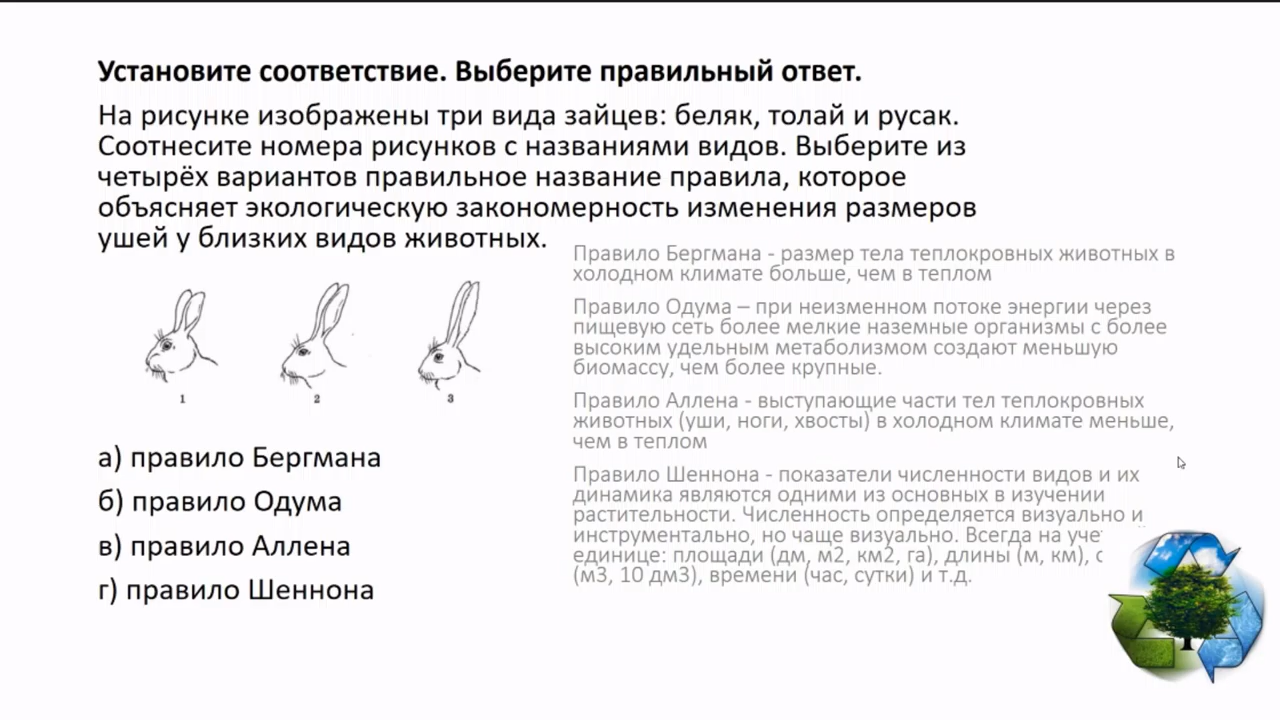 Установите соответствие. Выберите правильный ответ.
На рисунке изображены три вида зайцев: беляк, толай и русак.
Соотнесите номера рисунков с названиями видов. Выберите из
четырёх вариантов правильное название правила, которое
объясняет экологическую закономерность изменения размеров
ушей у близких видов животных.
1 2 3
а) правило Бергмана
б) правило Одума
в) правило Аллена
г) правило Шеннона
Правило Бергмана - размер тела теплокровных животных в
холодном климате больше, чем в теплом
Правило Одума – при неизменном потоке энергии через
пищевую сеть более мелкие наземные организмы с более
высоким удельным метаболизмом создают меньшую
биомассу, чем более крупные.
Правило Аллена - выступающие части тел теплокровных
животных (уши, ноги, хвосты) в холодном климате меньше,
чем в теплом
Правило Шеннона - показатели численности видов и их
динамика являются одними из основных в изучении
растительности. Численность определяется визуально и
инструментально, но чаще визуально. Всегда на
единице: площади (дм, м2, км2, га), длины (м, км),
(м3, 10 дм3), времени (час, сутки) и т.д.